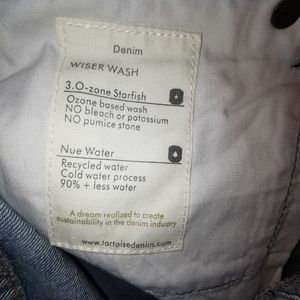 Denim
WISER WASH
3.O-zone Starfish
Ozone based wash
NO bleach or potassium
NO pumice stone
Nue Water
Recycled water
Cold water process
90% + less water
A dream realized to create
sustainability in the denim industry
www.tortoisedenim.com